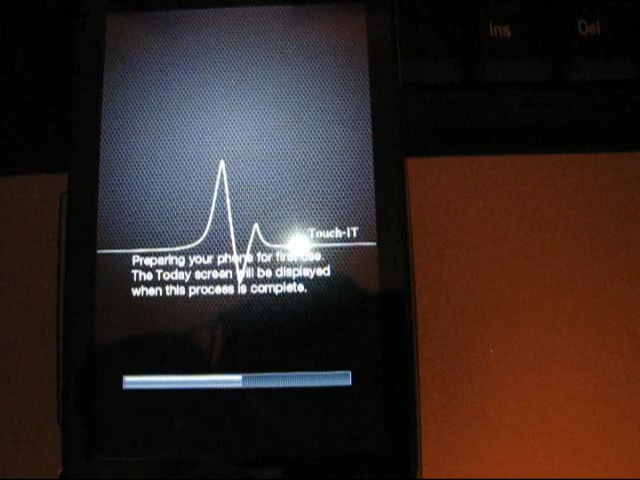 Ins Del
Touch-IT
Preparing your phone for first use.
The Today screen will be displayed
when this process is complete.